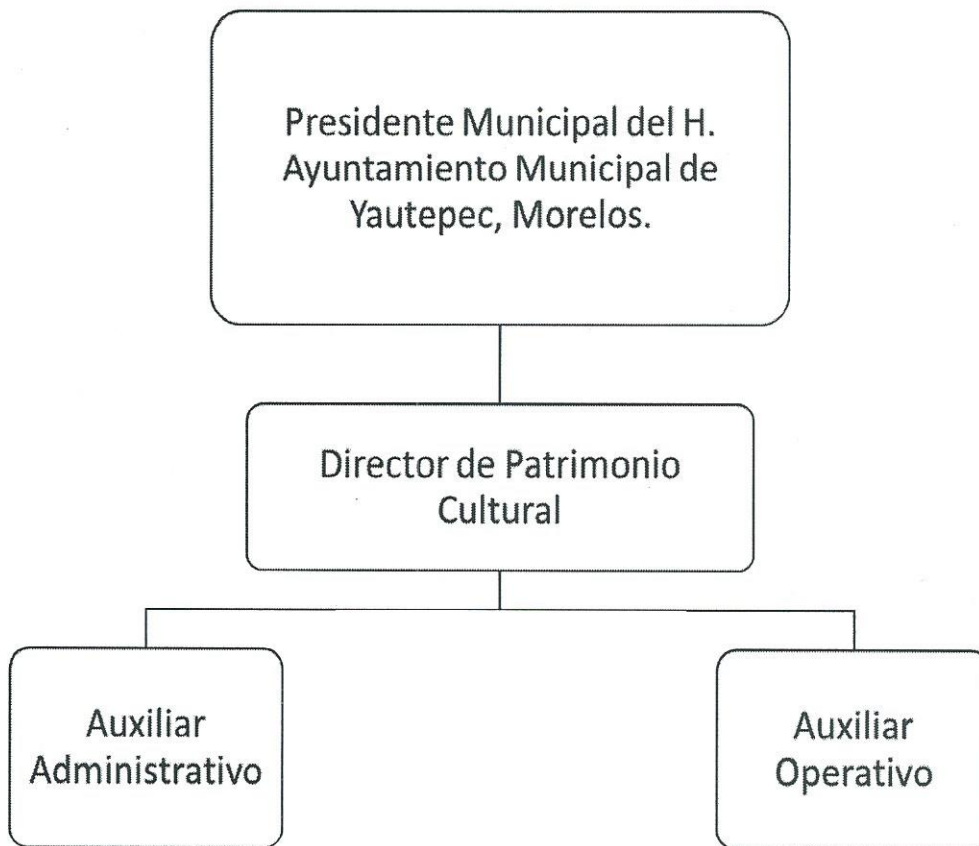 Presidente Municipal del H.
Ayuntamiento Municipal de
Yautepec, Morelos.
Director de Patrimonio
Cultural
Auxiliar
Administrativo
Auxiliar
Operativo